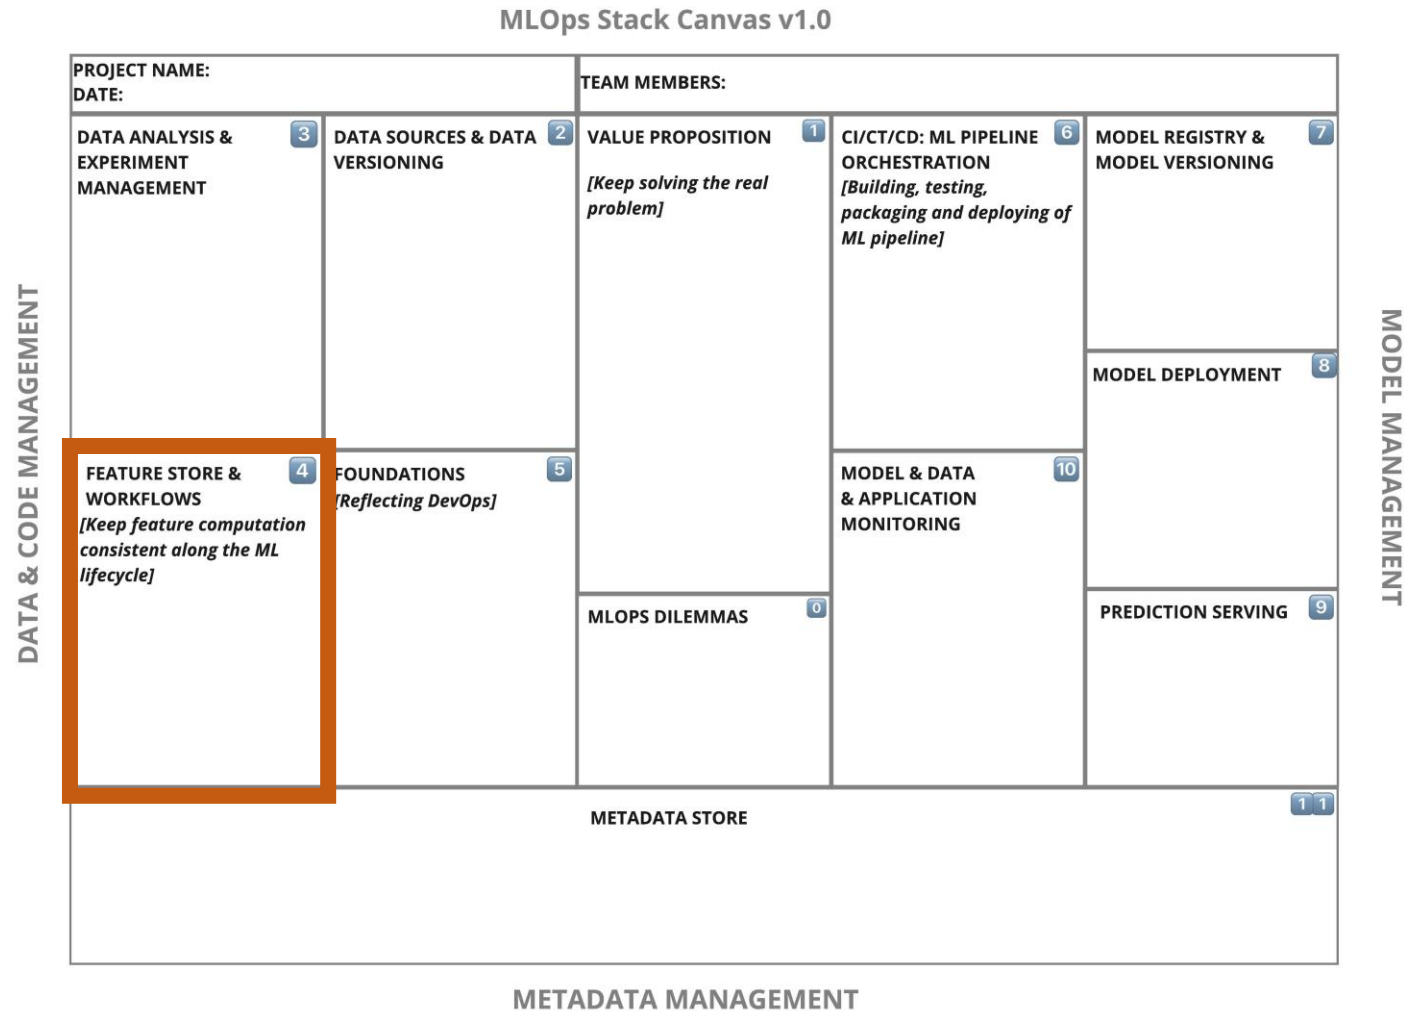 MLOps Stack Canvas v1.0
PROJECT NAME:
DATE:
TEAM MEMBERS:
DATA ANALYSIS &
EXPERIMENT
MANAGEMENT
3
DATA SOURCES & DATA
VERSIONING
2
VALUE PROPOSITION
1
[Keep solving the real
problem]
CI/CT/CD: ML PIPELINE
ORCHESTRATION
6
[Building, testing,
packaging and deploying of
ML pipeline]
MODEL REGISTRY &
MODEL VERSIONING
7
MODEL DEPLOYMENT
8
FEATURE STORE &
WORKFLOWS
4
[Keep feature computation
consistent along the ML
lifecycle]
FOUNDATIONS
5
[Reflecting DevOps]
MODEL & DATA
& APPLICATION
MONITORING
10
MLOPS DILEMMAS
0
PREDICTION SERVING
9
METADATA STORE
11
DATA & CODE MANAGEMENT
MODEL MANAGEMENT
METADATA MANAGEMENT